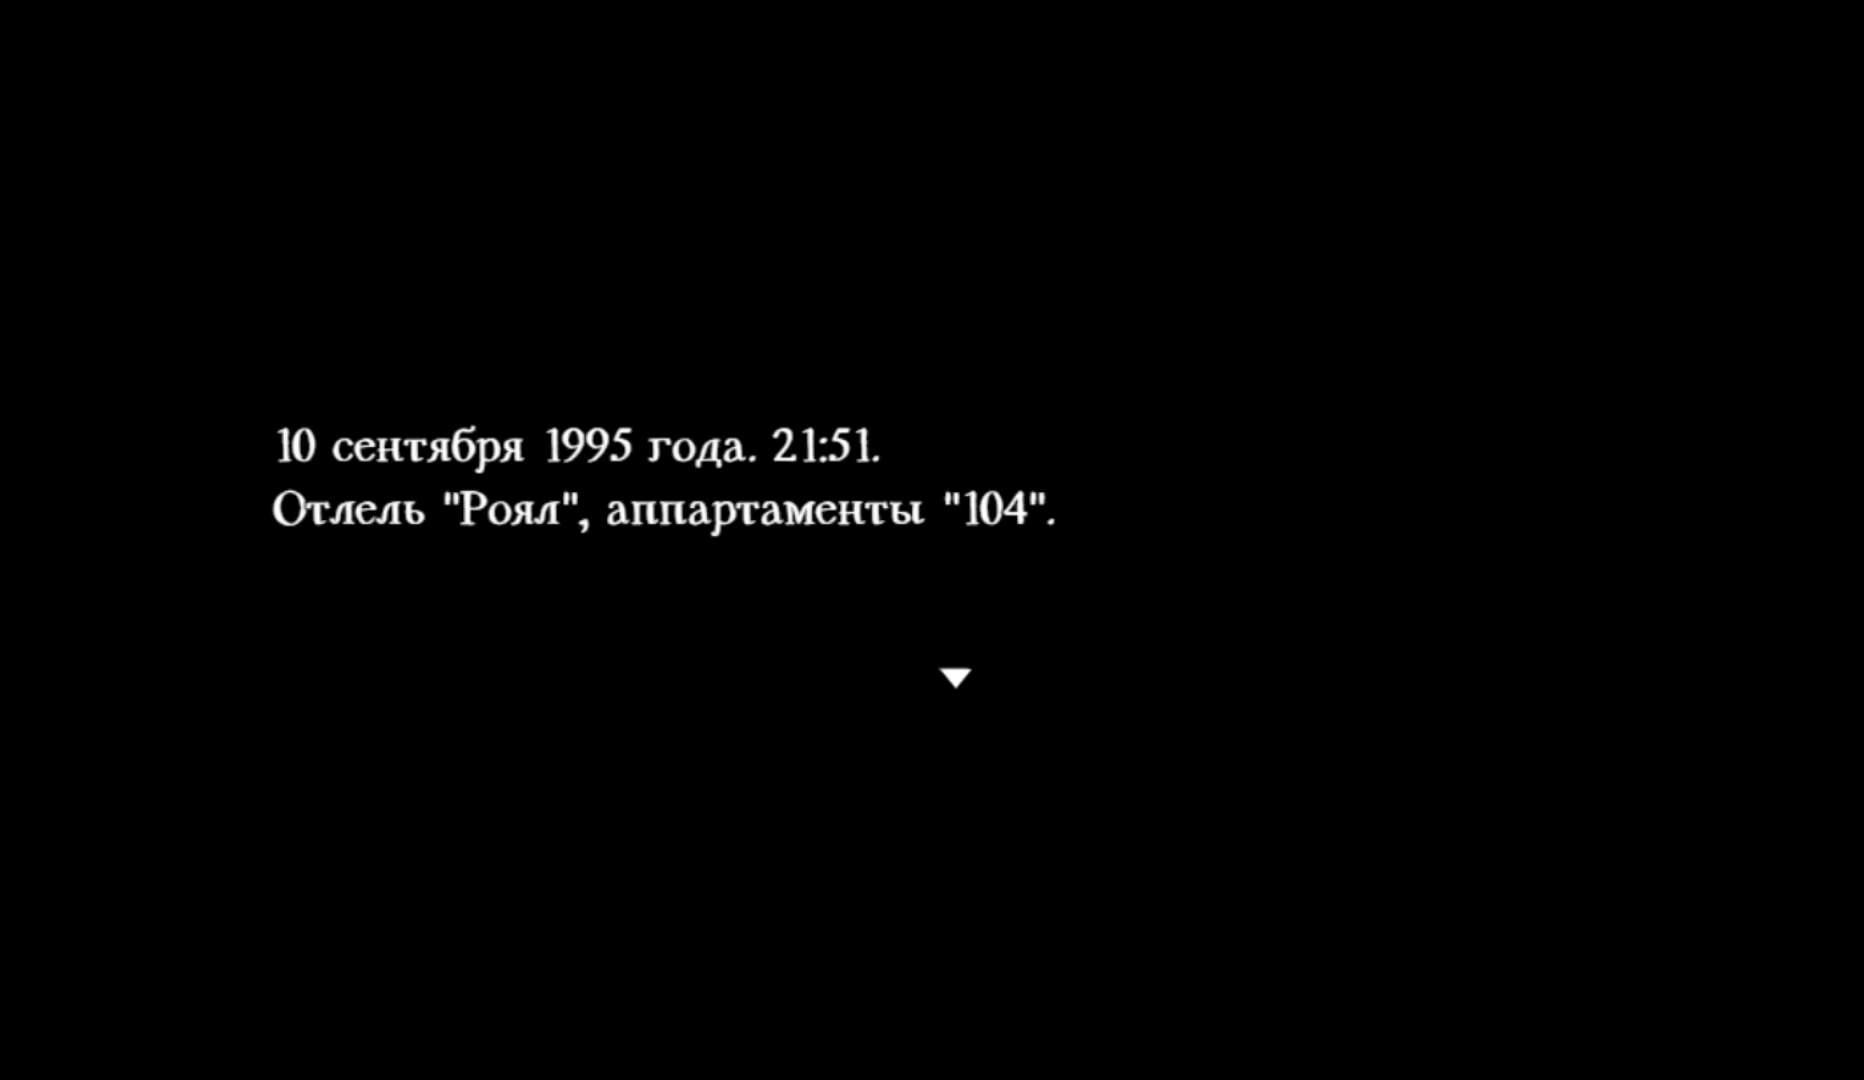 10 сентября 1995 года. 21:51.
Отлель "Роял", аппартаменты "104".